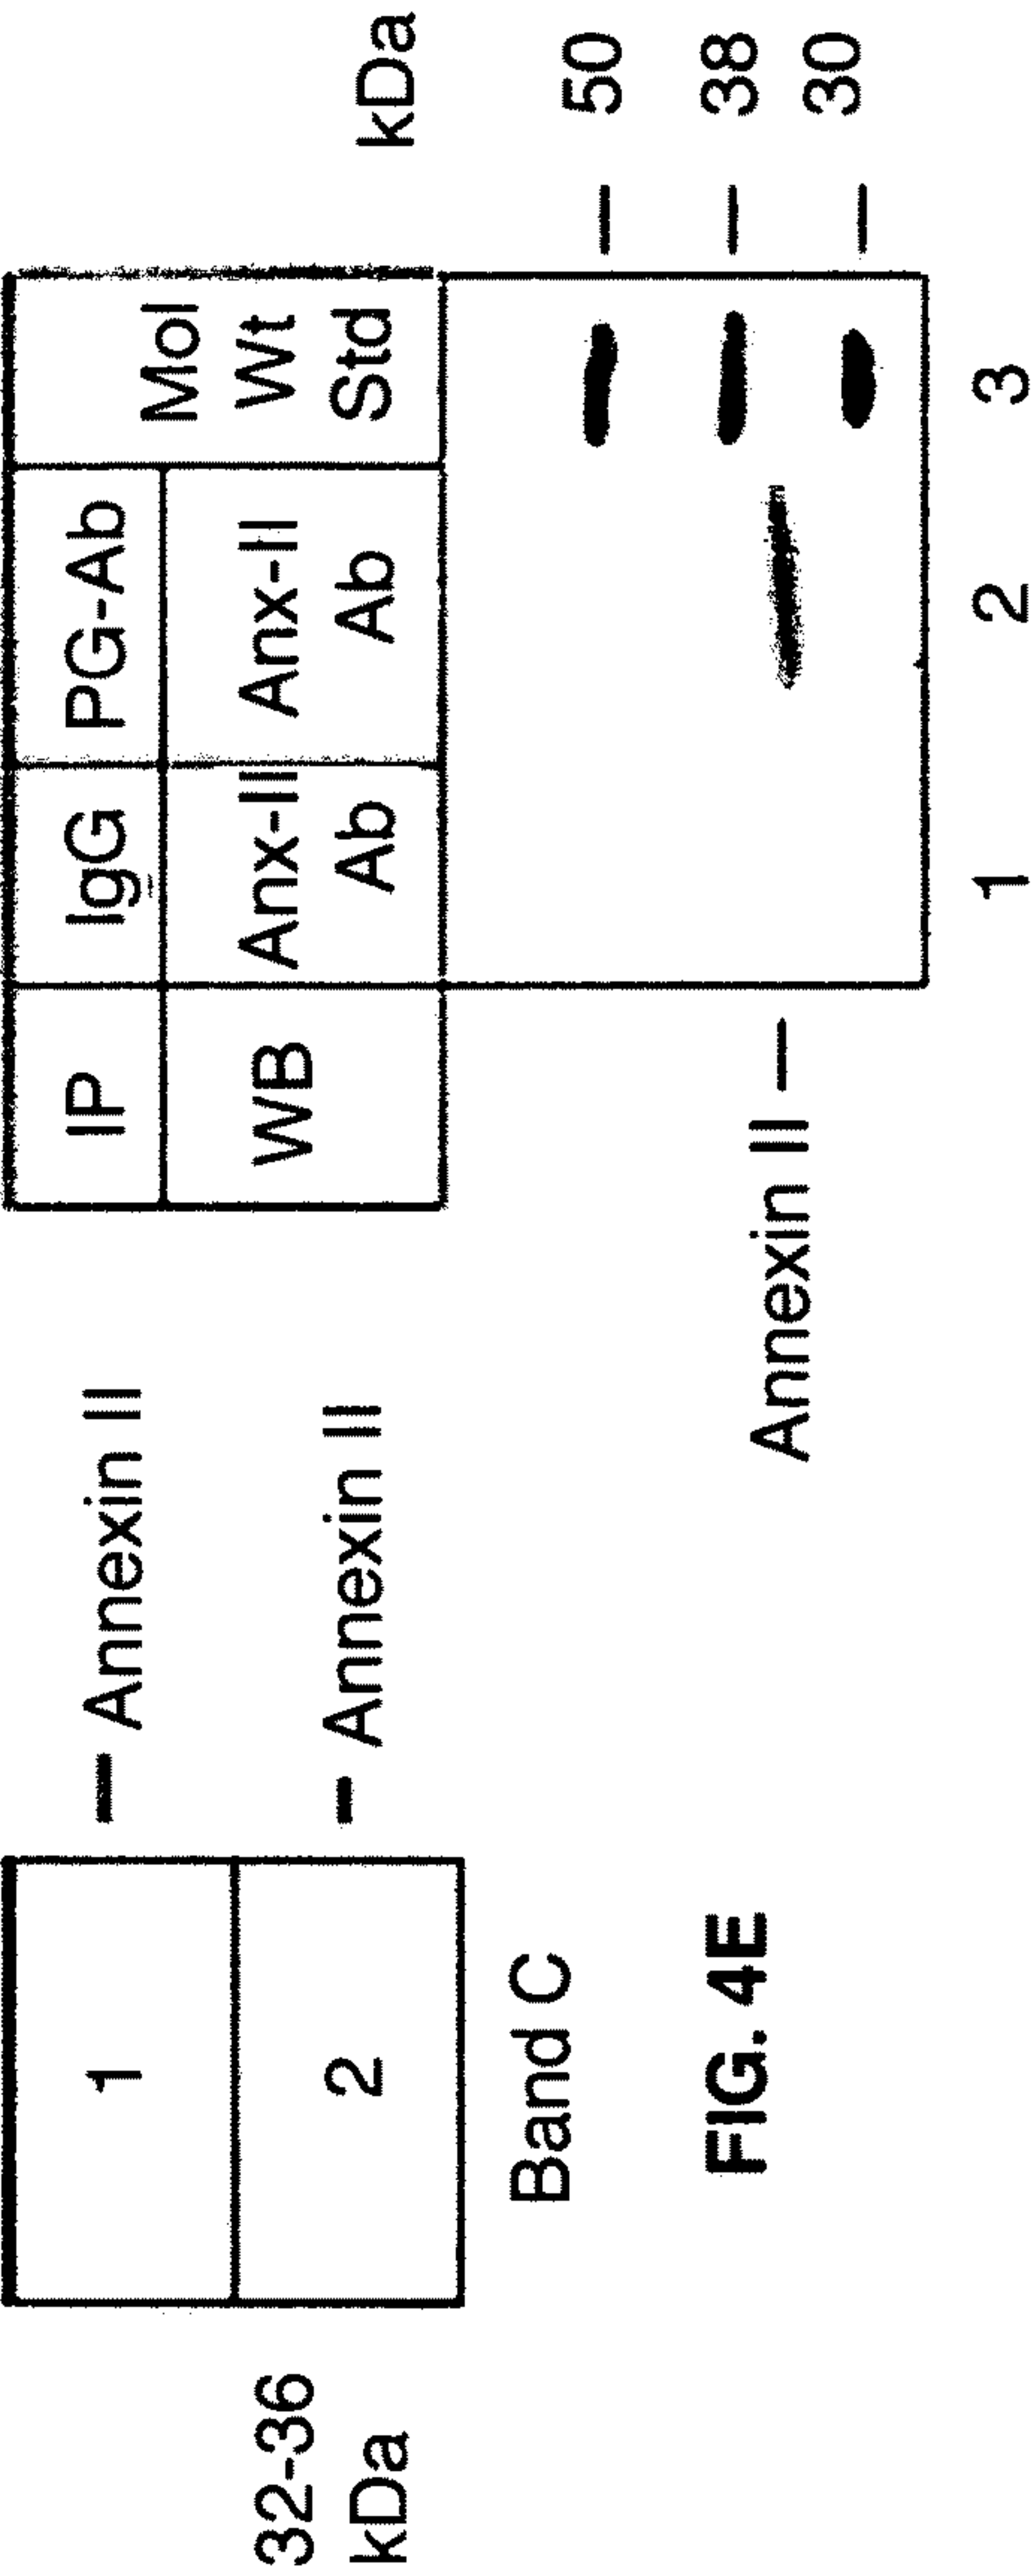 32-36
kDa
1
2
Annexin II
Annexin II
Band C
FIG. 4E
IP
IgG
PG-Ab
Mol
Wt
Std
WB
Anx-II
Ab
Anx-II
Ab
kDa
50
38
30
Annexin II
1
2
3